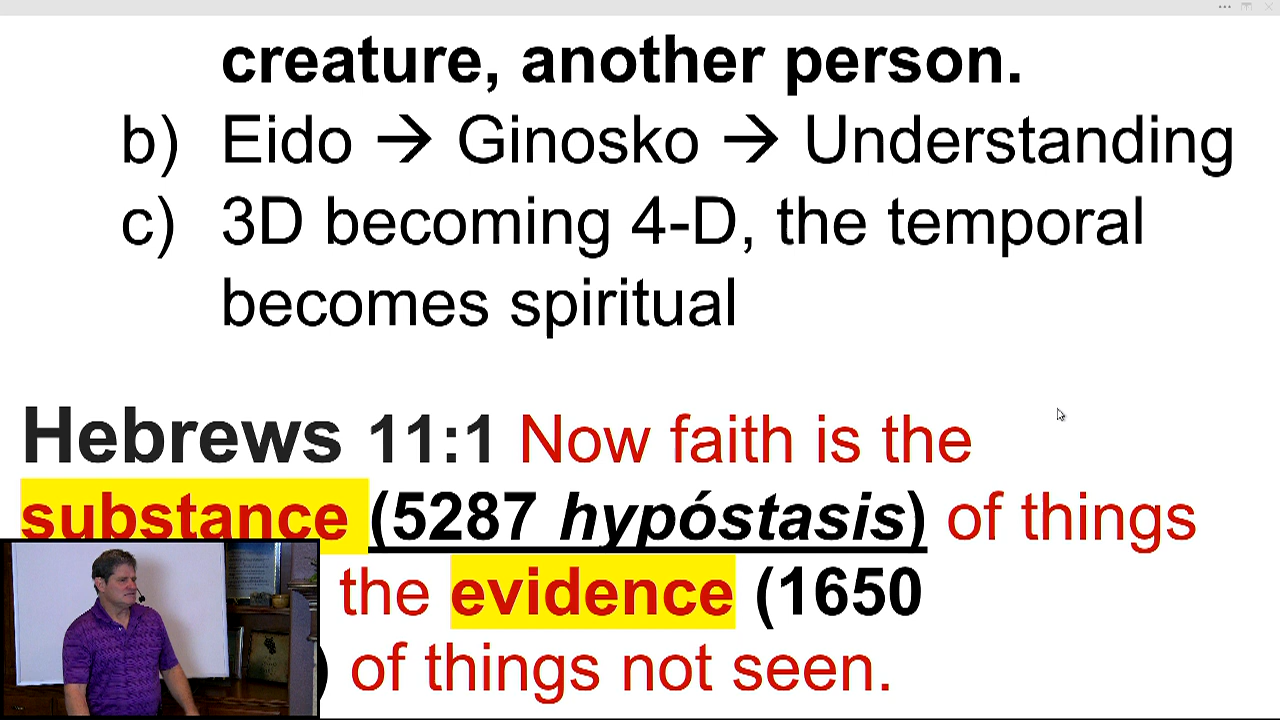 creature, another person.
b) Eido → Ginosko → Understanding
c) 3D becoming 4-D, the temporal
becomes spiritual
Hebrews 11:1 Now faith is the
substance (5287 hypóstasis) of things
the evidence (1650
) of things not seen.